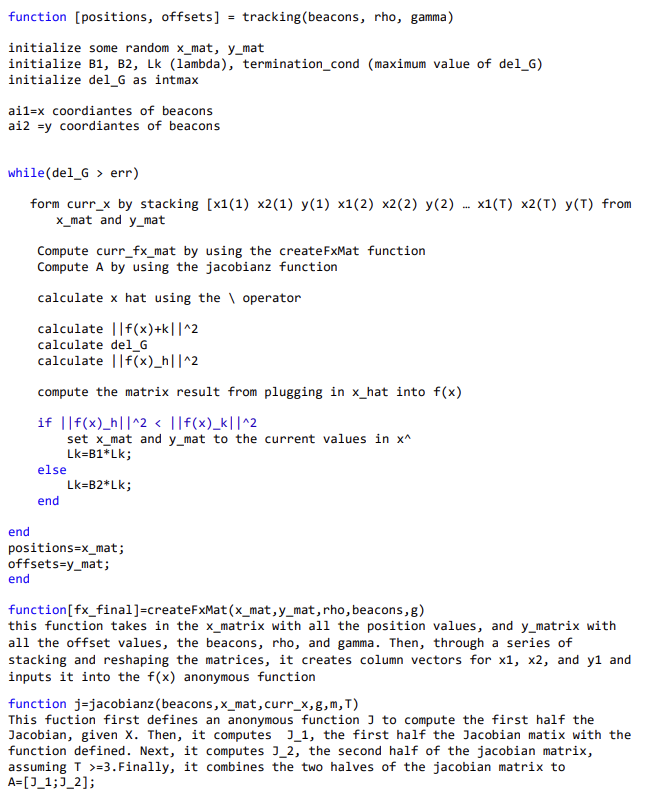 function [positions, offsets] = tracking(beacons, rho, gamma)
initialize some random x_mat, y_mat
initialize B1, B2, Lk (lambda), termination_cond (maximum value of del_G)
initialize del_G as intmax
ai1=x coordiantes of beacons
ai2 =y coordiantes of beacons
while(del_G > err)
form curr_x by stacking [x1(1) x2(1) y(1) x1(2) x2(2) y(2) … x1(T) x2(T) y(T) from
x_mat and y_mat
Compute curr_fx_mat by using the createFxMat function
Compute A by using the jacobianz function
calculate x hat using the \ operator
calculate ||f(x)+k||^2
calculate del_G
calculate ||f(x)_h||^2
compute the matrix result from plugging in x_hat into f(x)
if ||f(x)_h||^2 < ||f(x)_k||^2
set x_mat and y_mat to the current values in x^
Lk=B1*Lk;
else
Lk=B2*Lk;
end
end
positions=x_mat;
offsets=y_mat;
end
function[fx_final]=createFxMat(x_mat,y_mat,rho,beacons,g)
this function takes in the x_matrix with all the position values, and y_matrix with
all the offset values, the beacons, rho, and gamma. Then, through a series of
stacking and reshaping the matrices, it creates column vectors for x1, x2, and y1 and
inputs it into the f(x) anonymous function
function j=jacobianz(beacons,x_mat,curr_x,g,m,T)
This fuction first defines an anonymous function J to compute the first half the
Jacobian, given X. Then, it computes  J_1, the first half the Jacobian matix with the
function defined. Next, it computes J_2, the second half of the jacobian matrix,
assuming T >=3.Finally, it combines the two halves of the jacobian matrix to
A=[J_1;J_2];